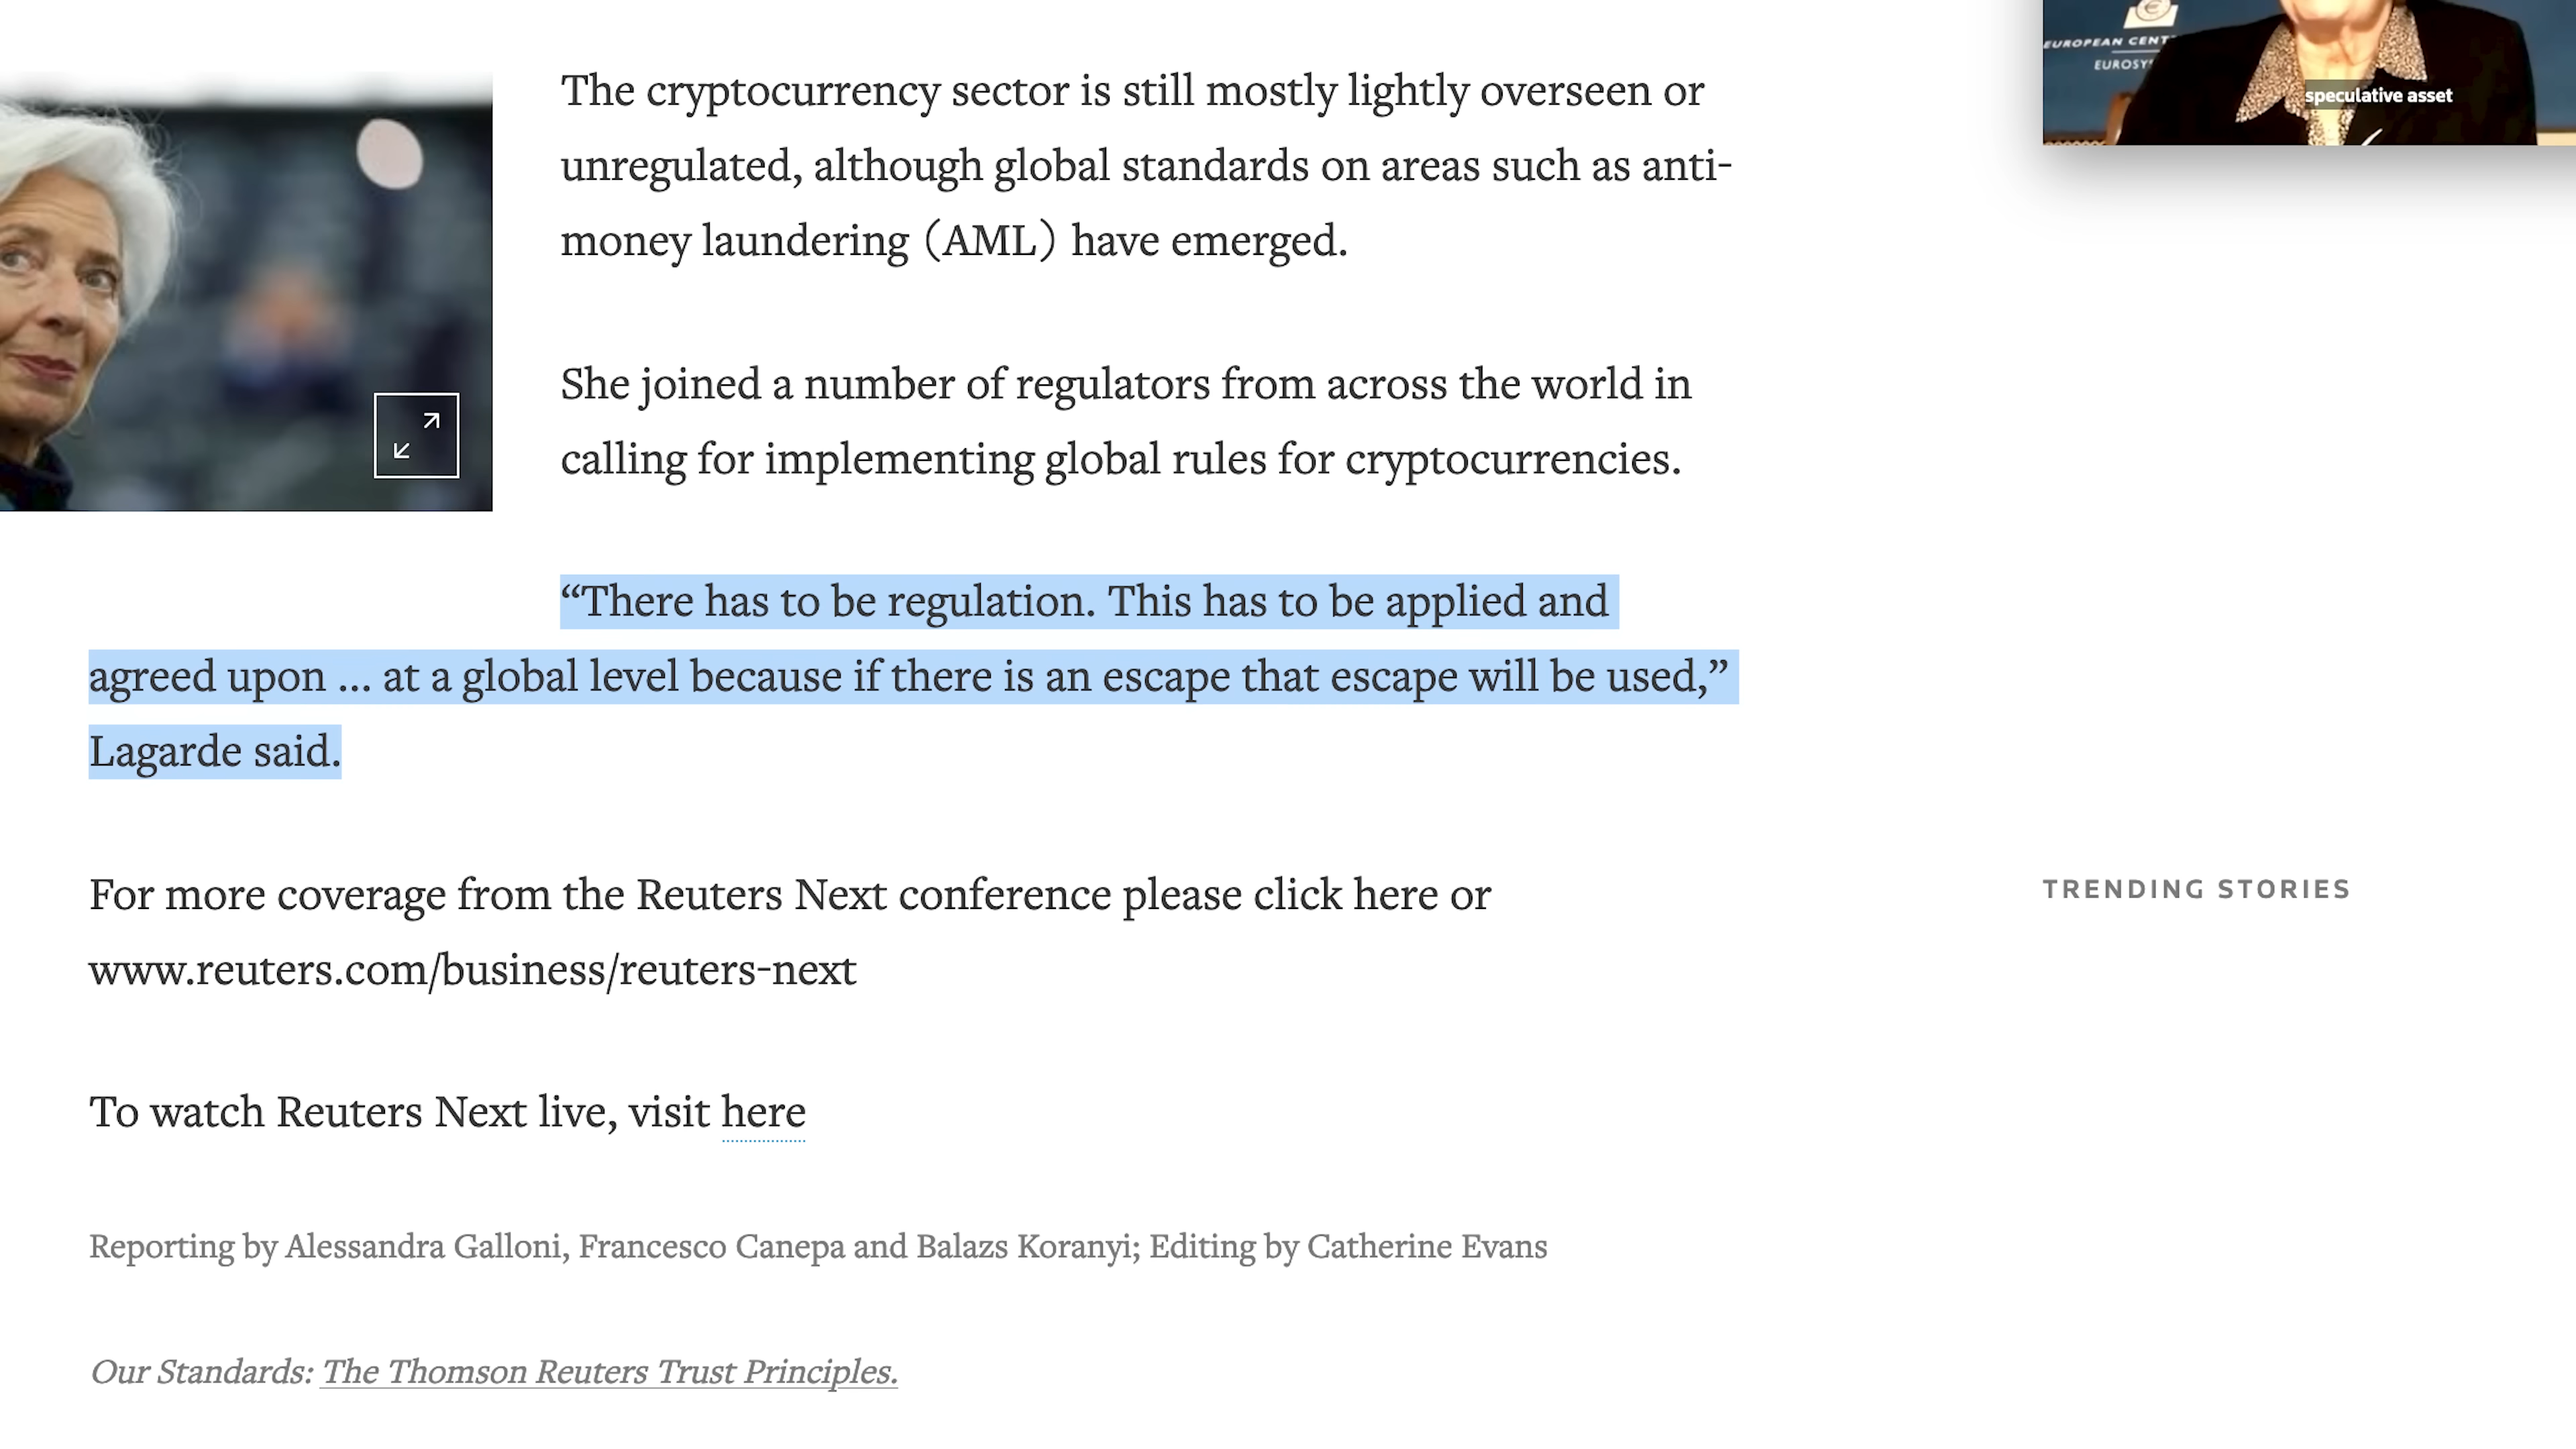 The cryptocurrency sector is still mostly lightly overseen or
unregulated, although global standards on areas such as anti-
money laundering (AML) have emerged.
She joined a number of regulators from across the world in
calling for implementing global rules for cryptocurrencies.
“There has to be regulation. This has to be applied and
agreed upon ... at a global level because if there is an escape that escape will be used,”
Lagarde said.
For more coverage from the Reuters Next conference please click here or
www.reuters.com/business/reuters-next
To watch Reuters Next live, visit here
Reporting by Alessandra Galloni, Francesco Canepa and Balazs Koranyi; Editing by Catherine Evans
Our Standards: The Thomson Reuters Trust Principles.
EUROPEAN CENT
EUROSY
speculative asset
TRENDING STORIES